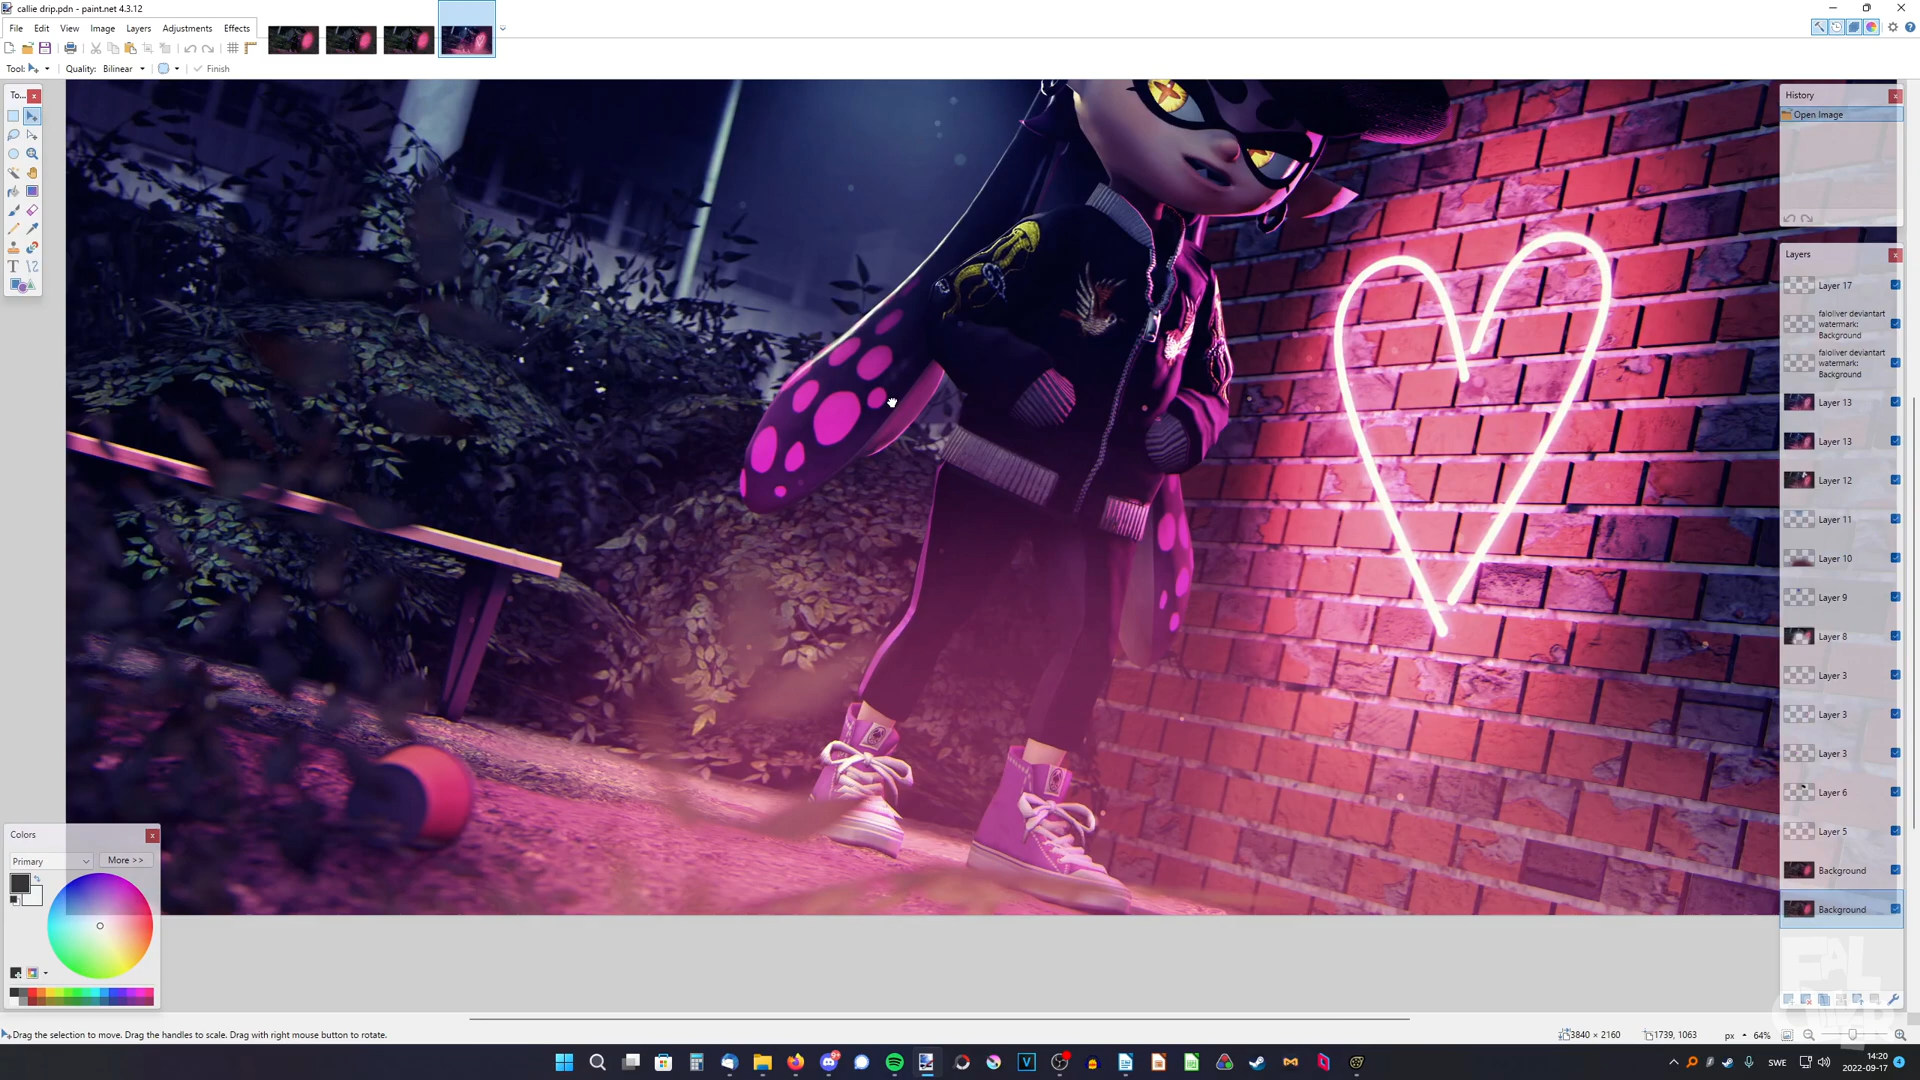 callie drip.pdn - paint.net 4.3.12
File Edit View Image Layers Adjustments Effects
Tool: Quality: Bilinear Finish
To...
History
Open Image
Layers
Layer 17
faloliver deviantart
watermark:
Background
faloliver deviantart
watermark:
Background
Layer 13
Layer 13
Layer 12
Layer 11
Layer 10
Layer 9
Layer 8
Layer 3
Layer 3
Layer 3
Layer 6
Layer 5
Background
Background
Colors
Primary More >>
Drag the selection to move. Drag the handles to scale. Drag with right mouse button to rotate.
3840 × 2160 1739, 1063 px 64%
SWE 14:20
2022-09-17